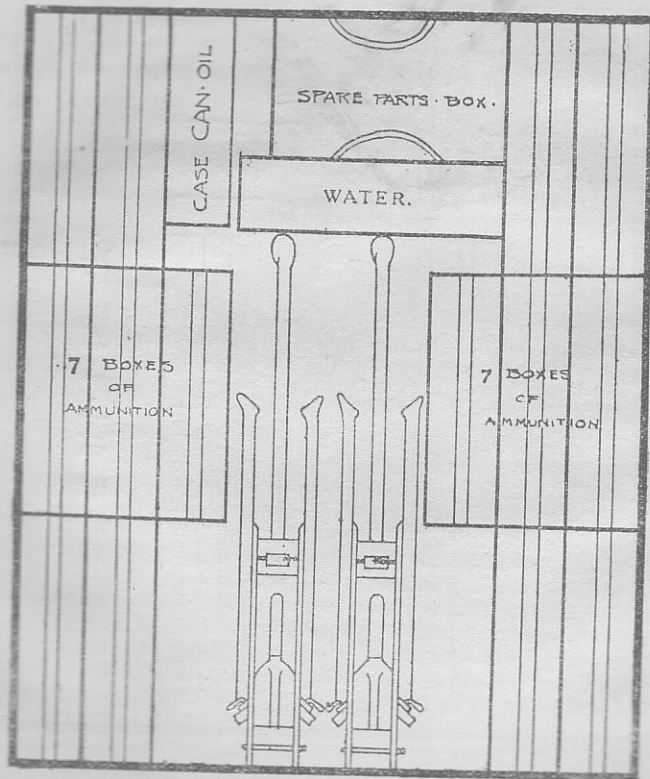 CASE CAN·OIL
SPARE PARTS·BOX.
WATER.
7 BOXES
OF
AMMUNITION
7 BOXES
OF
AMMUNITION